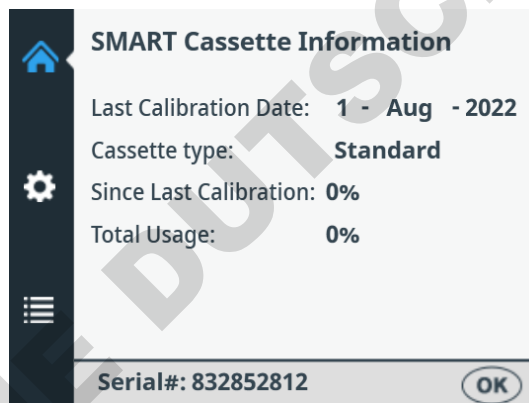 SMART Cassette Information
Last Calibration Date: 1 - Aug - 2022
Cassette type: Standard
Since Last Calibration: 0%
Total Usage: 0%
Serial#: 832852812
OK